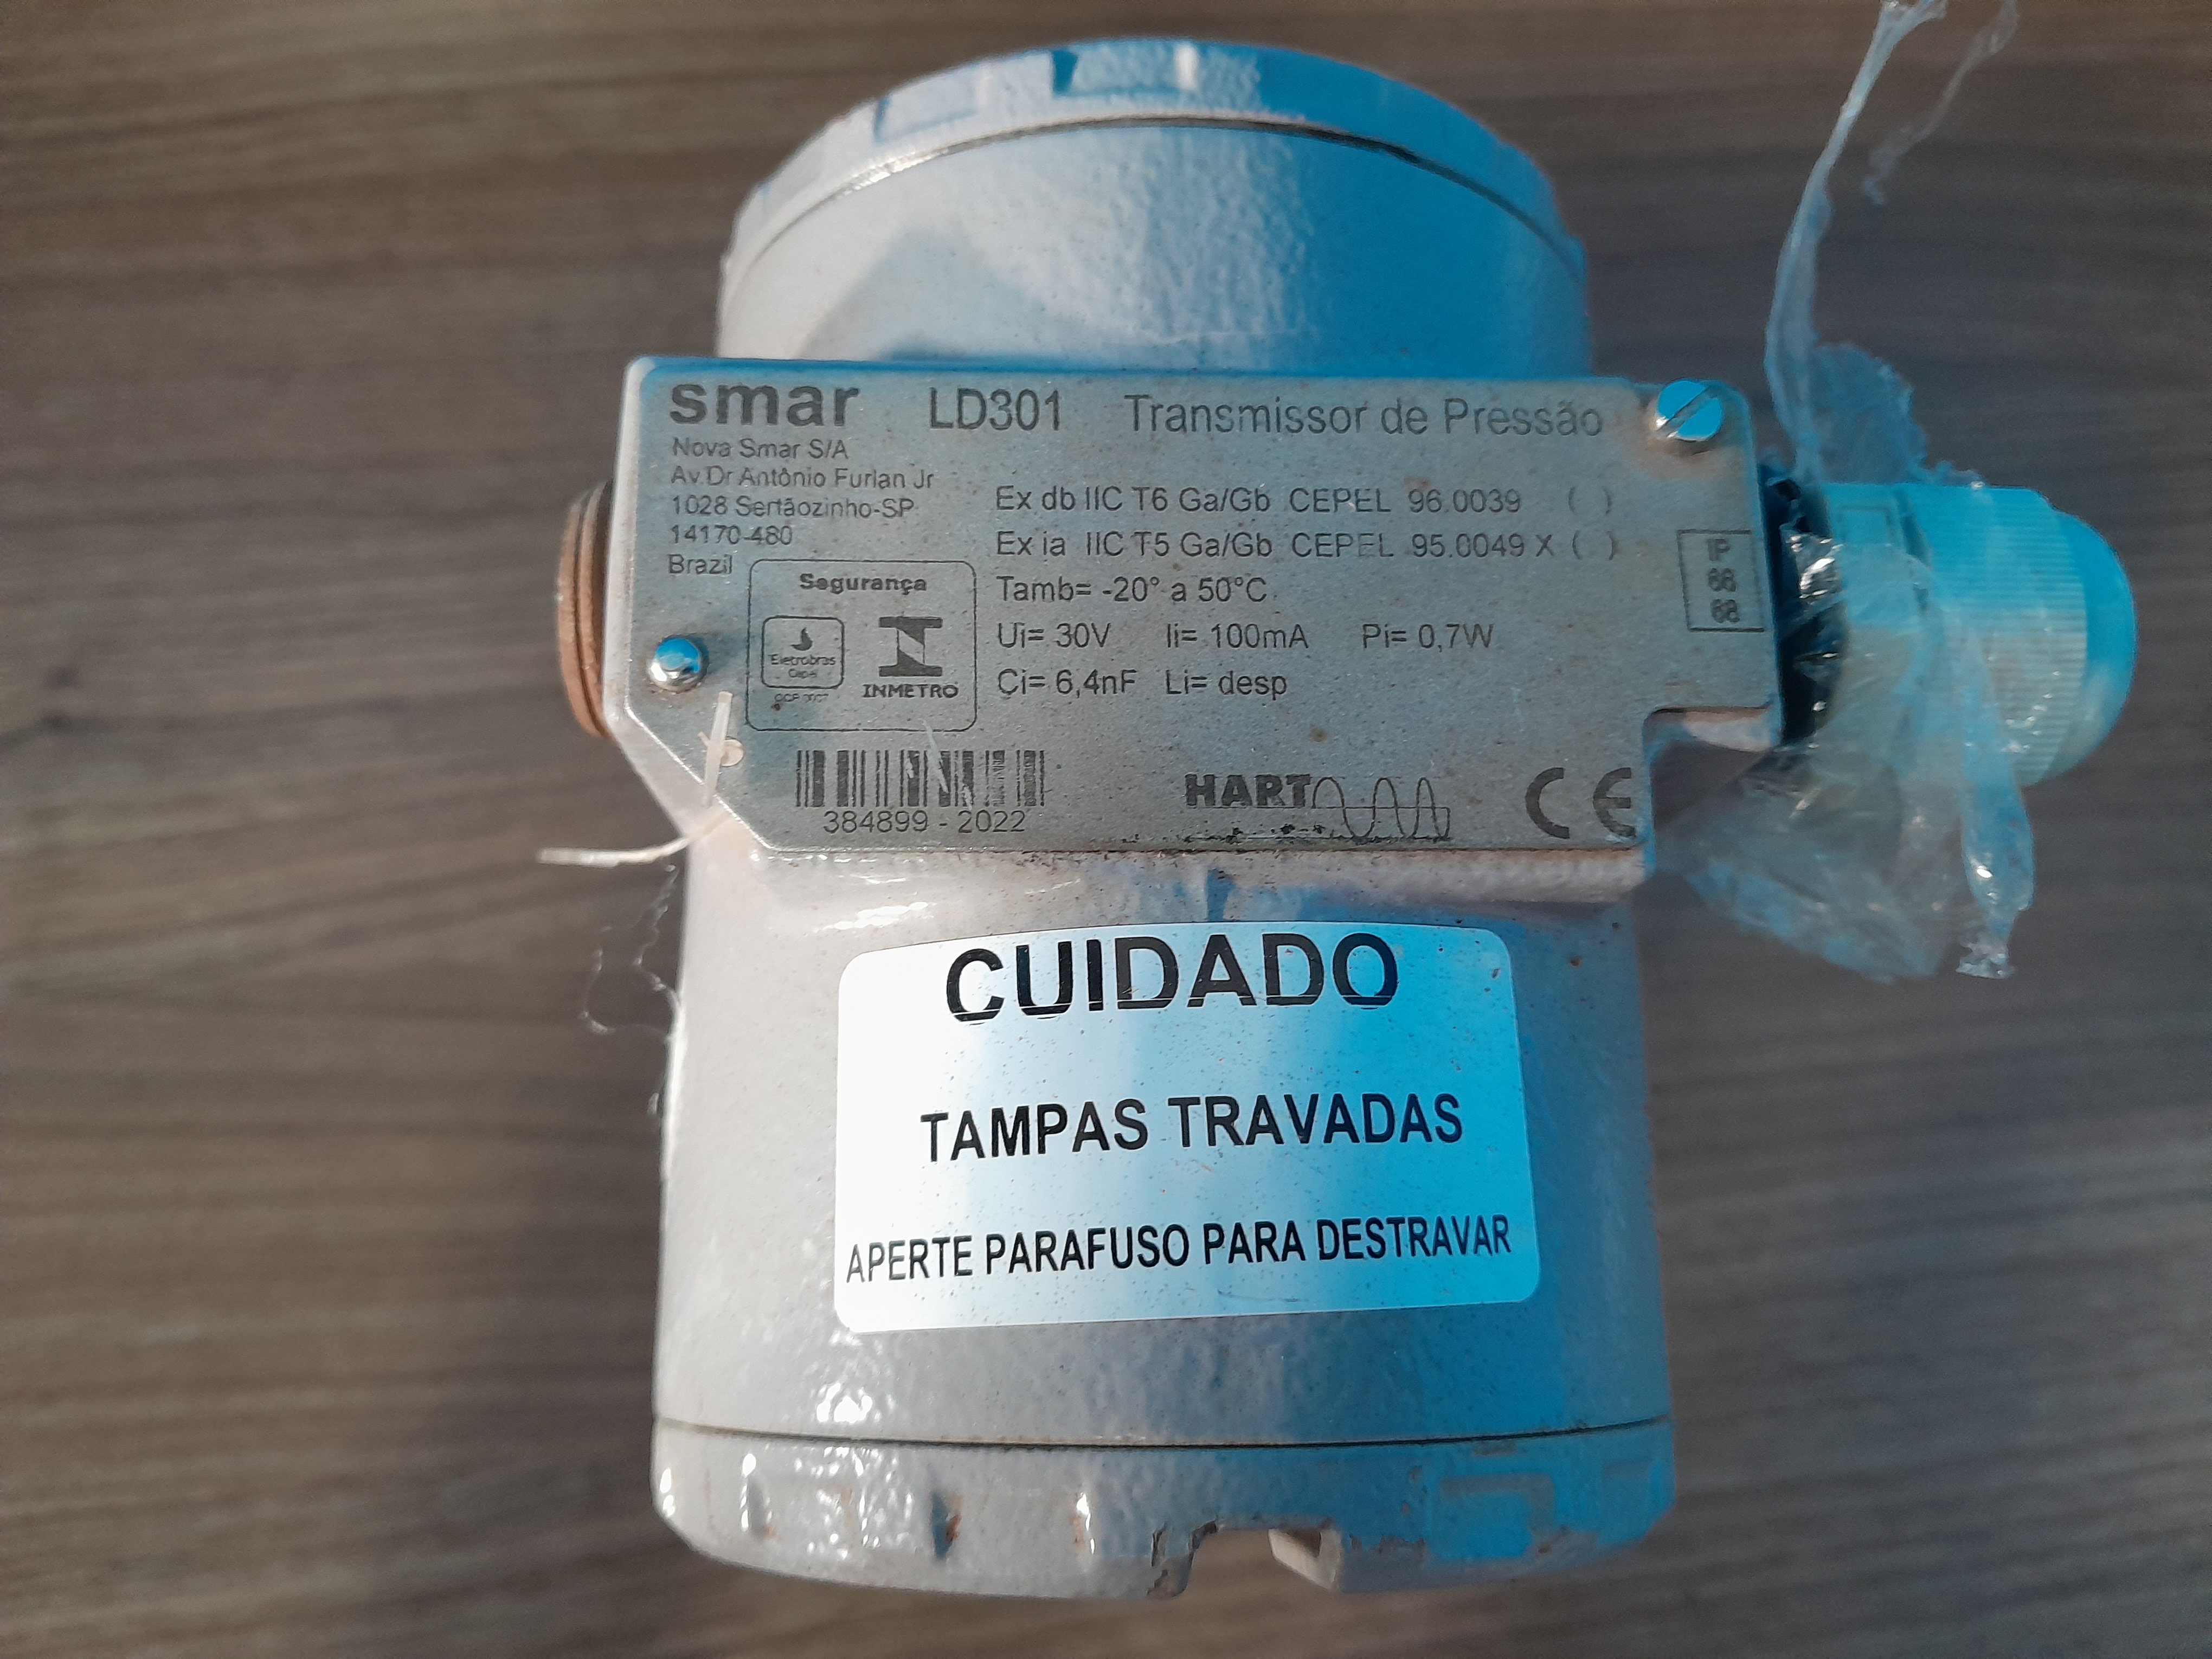 smar LD301 Transmissor de Pressão
Nova Smar S/A
Av.Dr Antônio Furlan Jr
1028 Sertãozinho-SP
14170-480
Brazil
Ex db IIC T6 Ga/Gb CEPEL 96.0039 ( )
Ex ia IIC T5 Ga/Gb CEPEL 95.0049 X ( )
Tamb= -20° a 50°C
Ui= 30V Ii= 100mA Pi= 0,7W
Ci= 6,4nF Li= desp
IP
66
68
Segurança
Eletrobras
Cepel
INMETRO
384899 - 2022
HART
CE
CUIDADO
TAMPAS TRAVADAS
APERTE PARAFUSO PARA DESTRAVAR